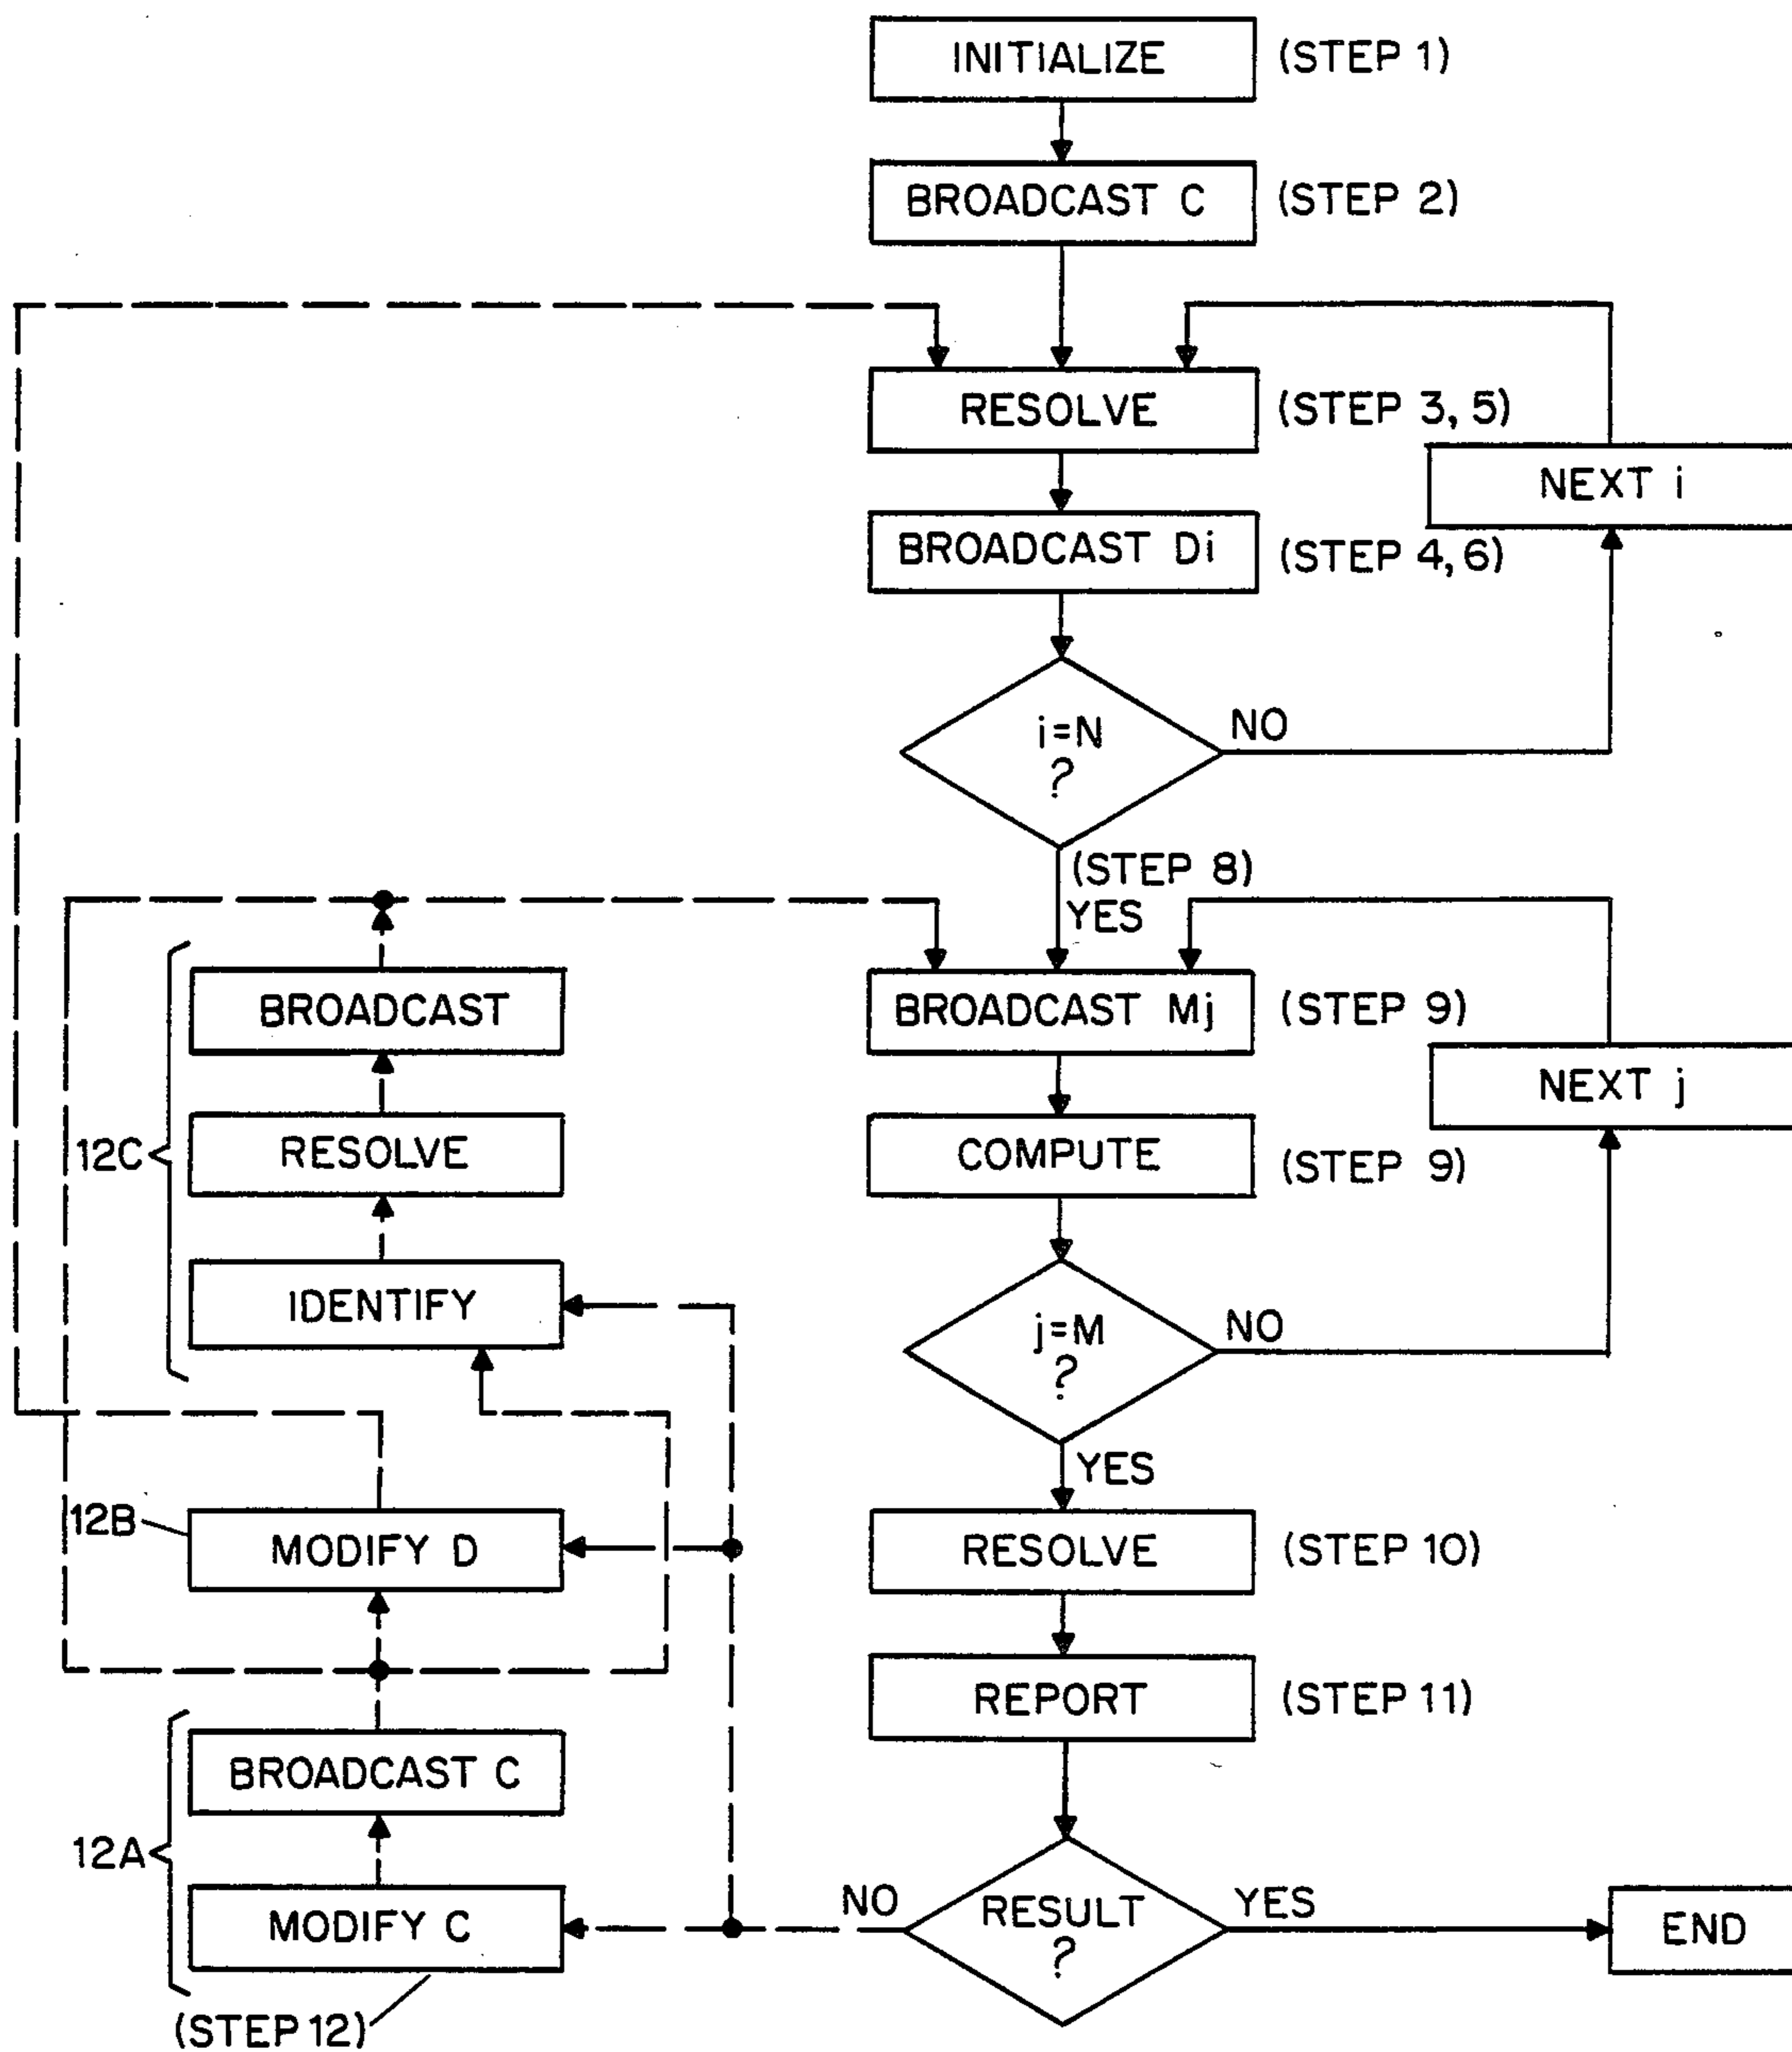 INITIALIZE (STEP 1)
BROADCAST C (STEP 2)
RESOLVE (STEP 3, 5)
NEXT i
BROADCAST Di (STEP 4, 6)
i=N
?
NO
(STEP 8)
YES
BROADCAST
BROADCAST Mj (STEP 9)
NEXT j
12C
RESOLVE
COMPUTE (STEP 9)
IDENTIFY
j=M
?
NO
YES
12B
MODIFY D
RESOLVE (STEP 10)
REPORT (STEP 11)
BROADCAST C
12A
MODIFY C
NO
RESULT
?
YES
END
(STEP 12)